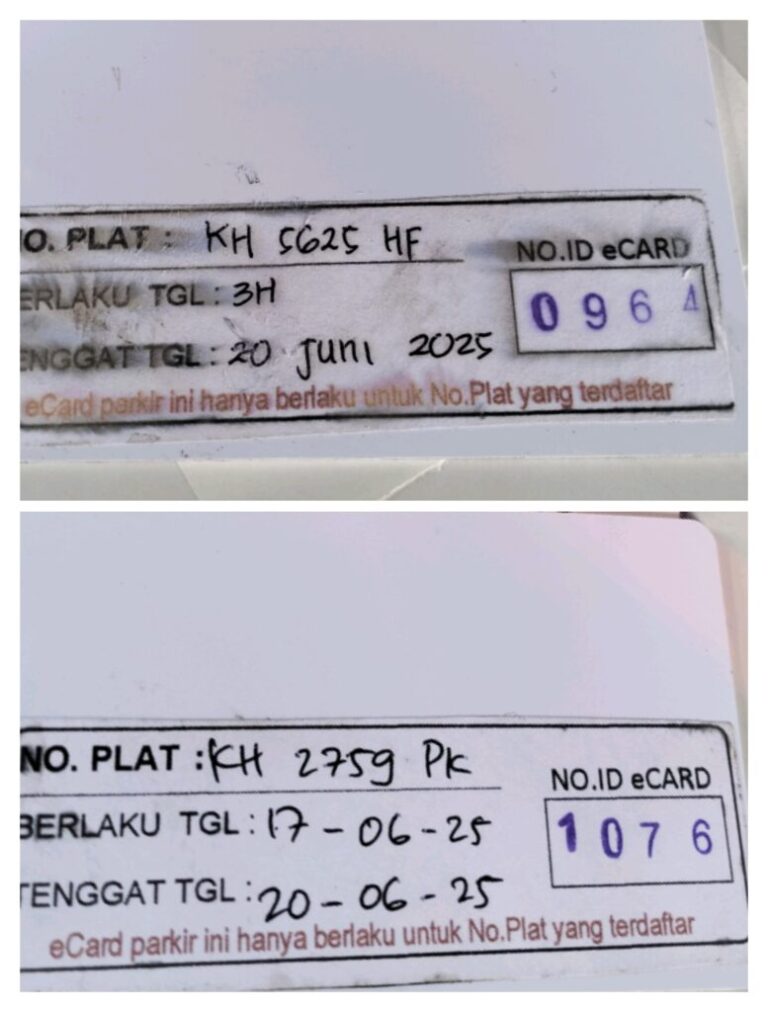 O. PLAT : KH 5625 HF
NO.ID eCARD
ERLAKU TGL : 3H
0964
ENGGAT TGL : 20 Juni 2025
eCard parkir ini hanya berlaku untuk No.Plat yang terdaftar
NO. PLAT : KH 2759 PK
NO.ID eCARD
BERLAKU TGL : 17-06-25
1076
TENGGAT TGL : 20-06-25
eCard parkir ini hanya berlaku untuk No.Plat yang terdaftar